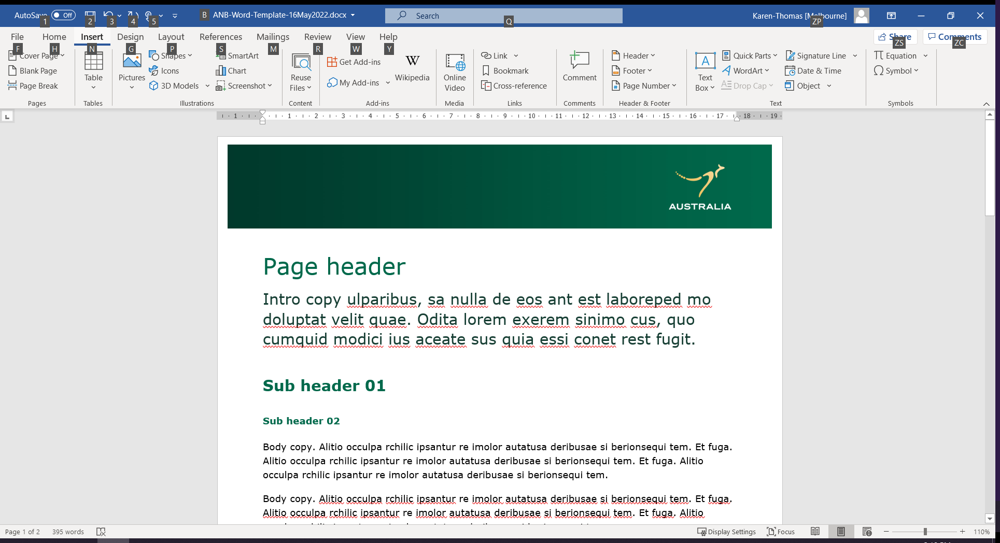 AutoSave Off B ANB-Word-Template-16May2022.docx Search Karen-Thomas [Melbourne]
1 2 3 4 5 Q ZP
File Home Insert Design Layout References Mailings Review View Help Share Comments
F H N G P S M R W Y ZS ZC
Cover Page Shapes SmartArt Get Add-ins Link Header Quick Parts Signature Line Equation
Blank Page Icons Chart Bookmark Footer WordArt Date & Time Symbol
Table Pictures Reuse Wikipedia Online Comment Text
Page Break 3D Models Screenshot Files My Add-ins Video Cross-reference Page Number Box Drop Cap Object
Pages Tables Illustrations Content Add-ins Media Links Comments Header & Footer Text Symbols
1 1 2 3 4 5 6 7 8 9 10 11 12 13 14 15 16 17 18 19
AUSTRALIA
Page header
Intro copy ulparibus, sa nulla de eos ant est laboreped mo
doluptat velit quae. Odita lorem exerem sinimo cus, quo
cumquid modici ius aceate sus quia essi conet rest fugit.
Sub header 01
Sub header 02
Body copy. Alitio occulpa rchilic ipsantur re imolor autatusa deribusae si berionsequi tem. Et fuga.
Alitio occulpa rchilic ipsantur re imolor autatusa deribusae si berionsequi tem. Et fuga. Alitio
occulpa rchilic ipsantur re imolor autatusa deribusae si berionsequi tem.
Body copy. Alitio occulpa rchilic ipsantur re imolor autatusa deribusae si berionsequi tem. Et fuga.
Alitio occulpa rchilic ipsantur re imolor autatusa deribusae si berionsequi tem. Et fuga. Alitio
Page 1 of 2 395 words Display Settings Focus 110%